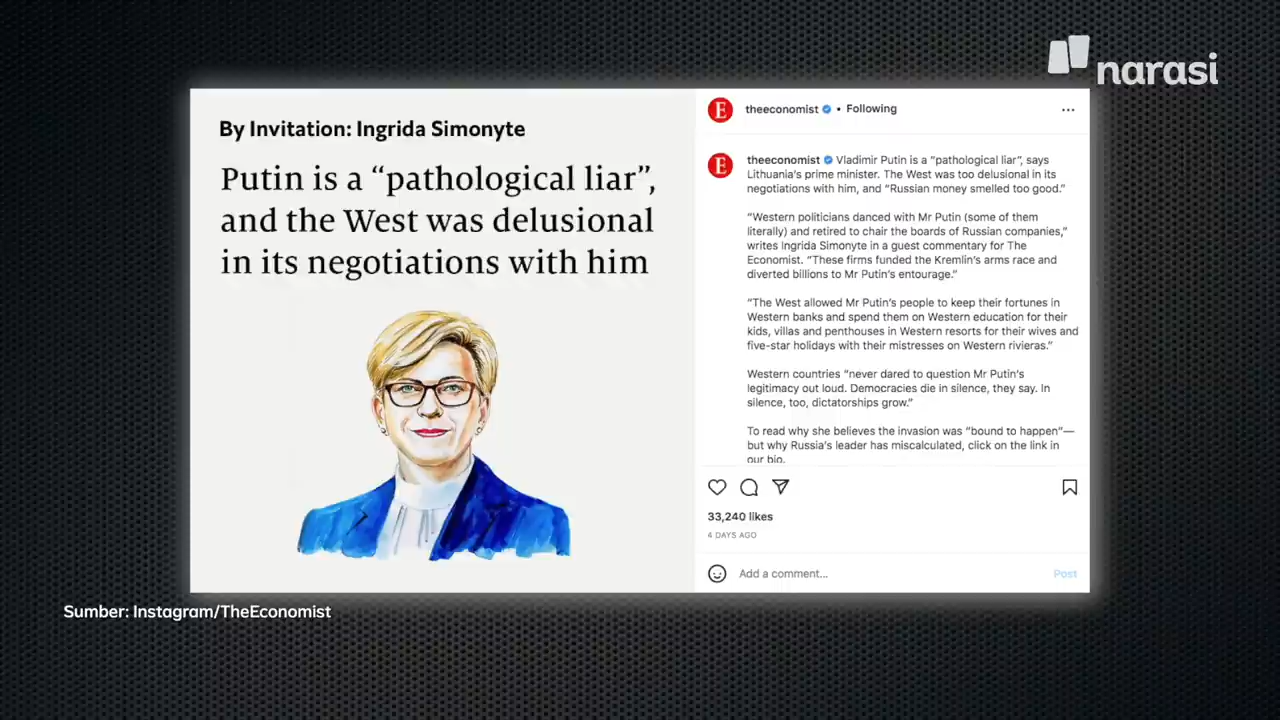 narasi
By Invitation: Ingrida Simonyte
Putin is a “pathological liar”,
and the West was delusional
in its negotiations with him
E theeconomist • Following
E theeconomist Vladimir Putin is a “pathological liar”, says
Lithuania’s prime minister. The West was too delusional in its
negotiations with him, and “Russian money smelled too good.”
“Western politicians danced with Mr Putin (some of them
literally) and retired to chair the boards of Russian companies,”
writes Ingrida Simonyte in a guest commentary for The
Economist. “These firms funded the Kremlin’s arms race and
diverted billions to Mr Putin’s entourage.”
“The West allowed Mr Putin’s people to keep their fortunes in
Western banks and spend them on Western education for their
kids, villas and penthouses in Western resorts for their wives and
five-star holidays with their mistresses on Western rivieras.”
Western countries “never dared to question Mr Putin’s
legitimacy out loud. Democracies die in silence, they say. In
silence, too, dictatorships grow.”
To read why she believes the invasion was “bound to happen”—
but why Russia’s leader has miscalculated, click on the link in
our bio.
33,240 likes
4 DAYS AGO
Add a comment... Post
Sumber: Instagram/TheEconomist